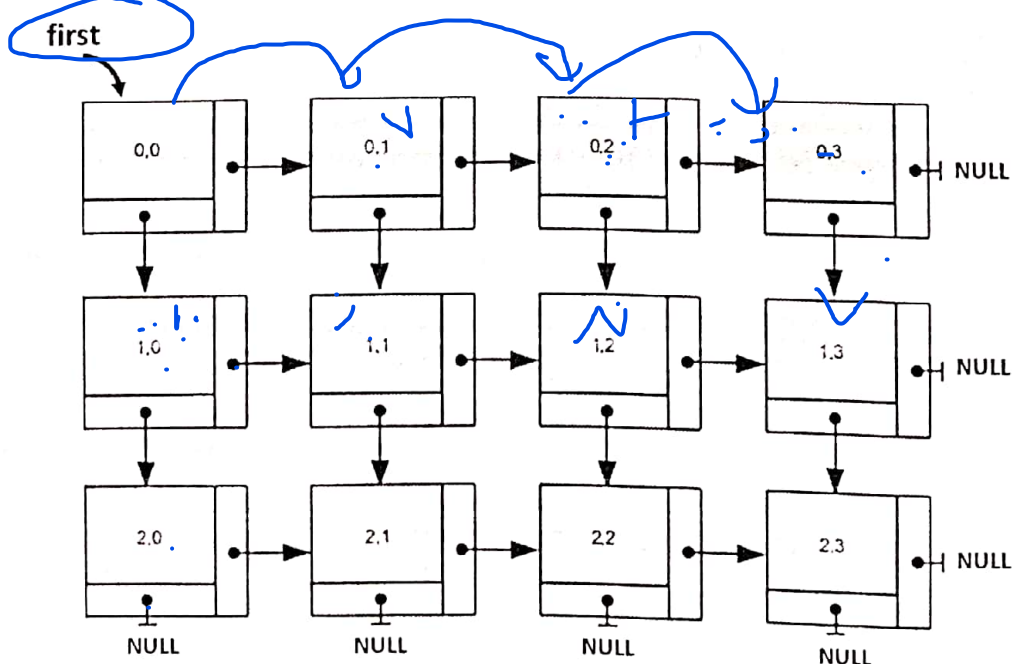 first
0,0 0,1 0,2 0,3 NULL
1,0 1,1 1,2 1,3 NULL
2,0 2,1 2,2 2,3 NULL
NULL NULL NULL NULL